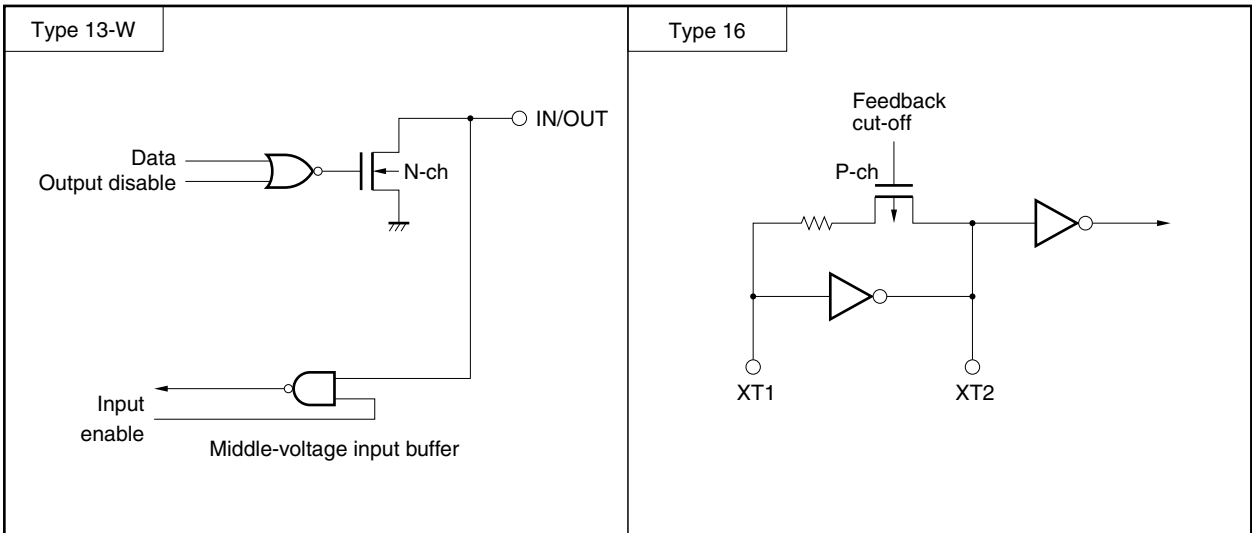 Type 13-W
IN/OUT
Data
Output disable
N-ch
Input
enable
Middle-voltage input buffer
Type 16
Feedback
cut-off
P-ch
XT1
XT2